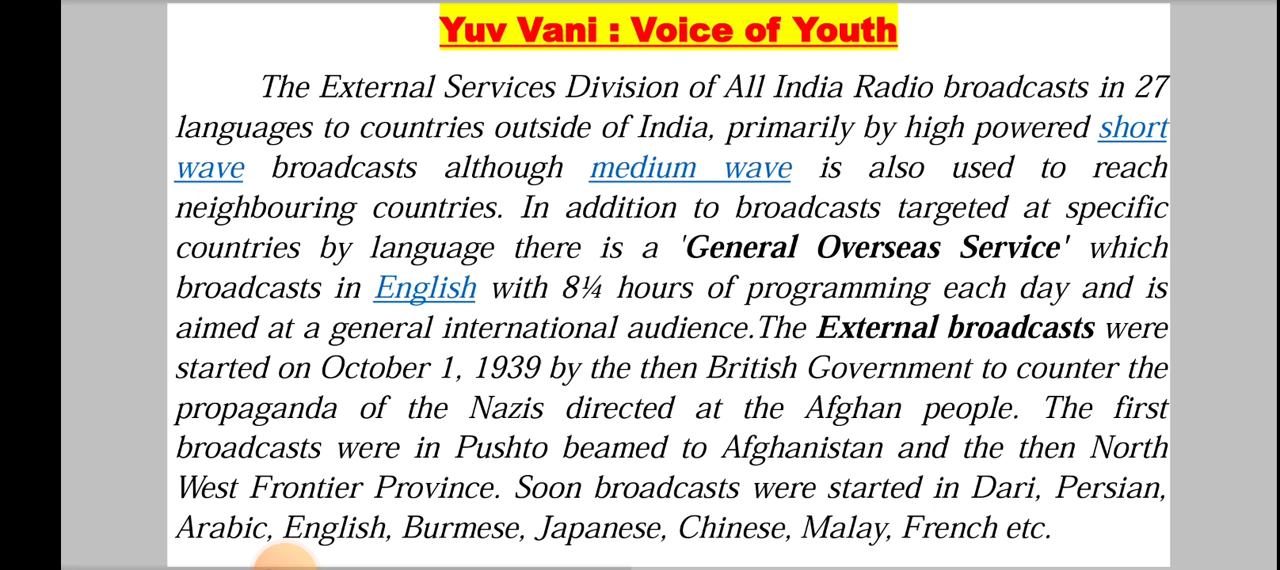 Yuv Vani : Voice of Youth
The External Services Division of All India Radio broadcasts in 27
languages to countries outside of India, primarily by high powered short
wave broadcasts although medium wave is also used to reach
neighbouring countries. In addition to broadcasts targeted at specific
countries by language there is a 'General Overseas Service' which
broadcasts in English with 8¼ hours of programming each day and is
aimed at a general international audience.The External broadcasts were
started on October 1, 1939 by the then British Government to counter the
propaganda of the Nazis directed at the Afghan people. The first
broadcasts were in Pushto beamed to Afghanistan and the then North
West Frontier Province. Soon broadcasts were started in Dari, Persian,
Arabic, English, Burmese, Japanese, Chinese, Malay, French etc.